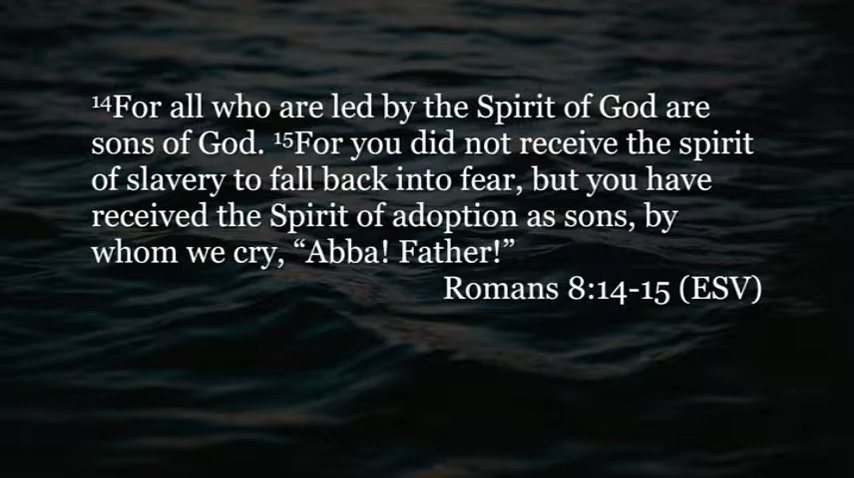 ¹⁴For all who are led by the Spirit of God are
sons of God. ¹⁵For you did not receive the spirit
of slavery to fall back into fear, but you have
received the Spirit of adoption as sons, by
whom we cry, “Abba! Father!”
Romans 8:14-15 (ESV)